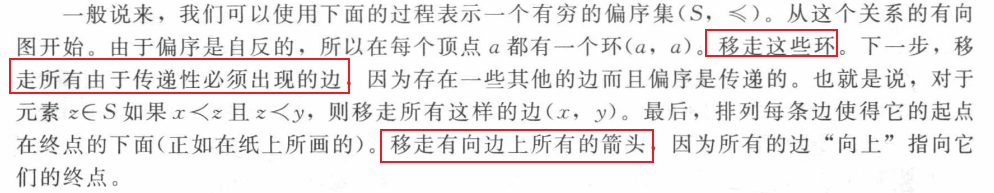 一般说来，我们可以使用下面的过程表示一个有穷的偏序集(S，≼)。从这个关系的有向
图开始。由于偏序是自反的，所以在每个顶点 a 都有一个环(a，a)。移走这些环。下一步，移
走所有由于传递性必须出现的边，因为存在一些其他的边而且偏序是传递的。也就是说，对于
元素 z∈S 如果 x≺z 且 z≺y，则移走所有这样的边(x，y)。最后，排列每条边使得它的起点
在终点的下面(正如在纸上所画的)。移走有向边上所有的箭头，因为所有的边“向上”指向它
们的终点。